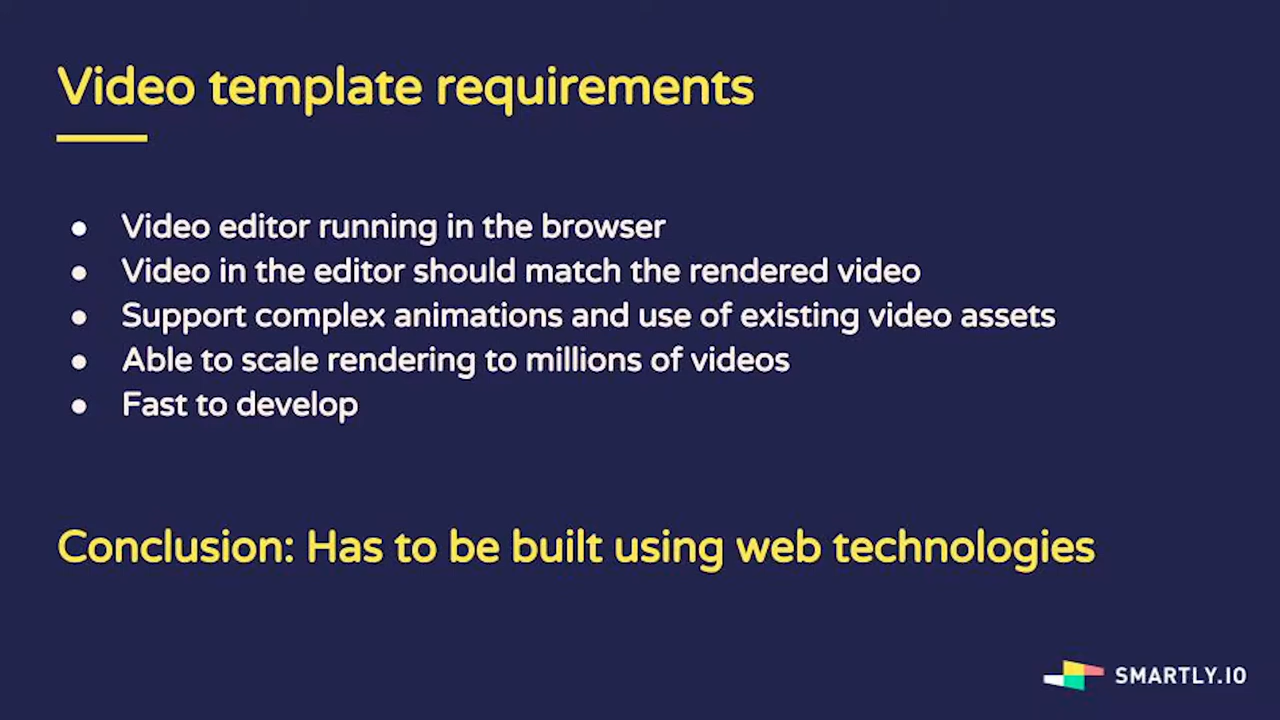 Video template requirements
● Video editor running in the browser
● Video in the editor should match the rendered video
● Support complex animations and use of existing video assets
● Able to scale rendering to millions of videos
● Fast to develop
Conclusion: Has to be built using web technologies
SMARTLY.IO